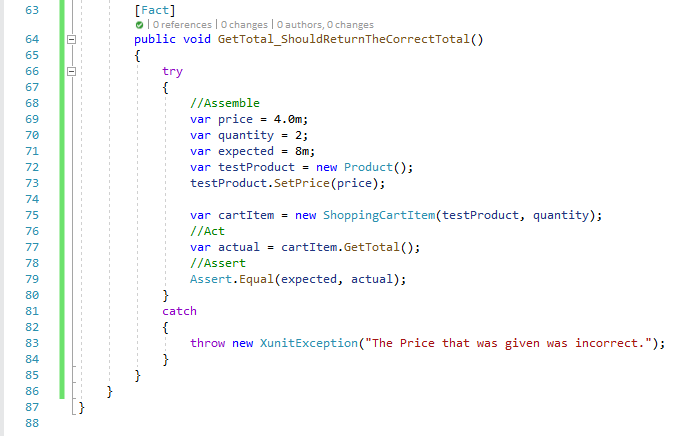 63 [Fact]
0 references | 0 changes | 0 authors, 0 changes
64 public void GetTotal_ShouldReturnTheCorrectTotal()
65 {
66 try
67 {
68 //Assemble
69 var price = 4.0m;
70 var quantity = 2;
71 var expected = 8m;
72 var testProduct = new Product();
73 testProduct.SetPrice(price);
74
75 var cartItem = new ShoppingCartItem(testProduct, quantity);
76 //Act
77 var actual = cartItem.GetTotal();
78 //Assert
79 Assert.Equal(expected, actual);
80 }
81 catch
82 {
83 throw new XunitException("The Price that was given was incorrect.");
84 }
85 }
86 }
87 }
88